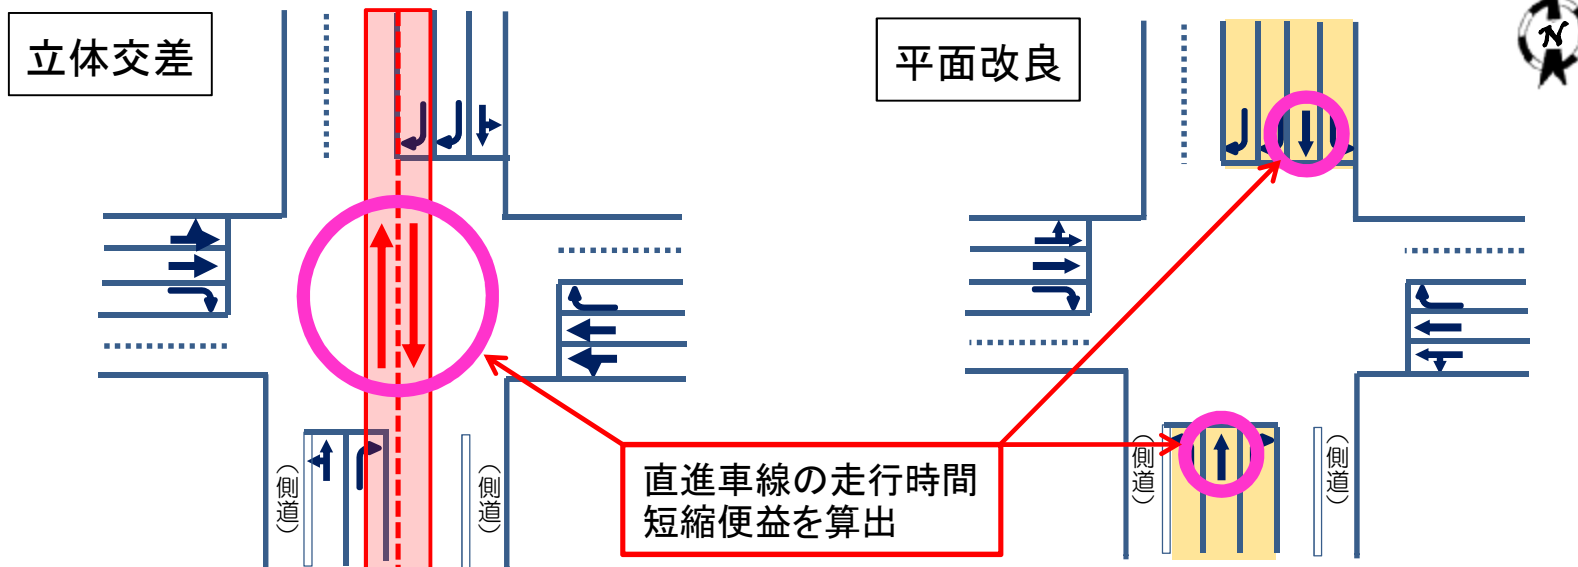 立体交差
平面改良
N
(側道)
(側道)
直進車線の走行時間
短縮便益を算出
(側道)
(側道)